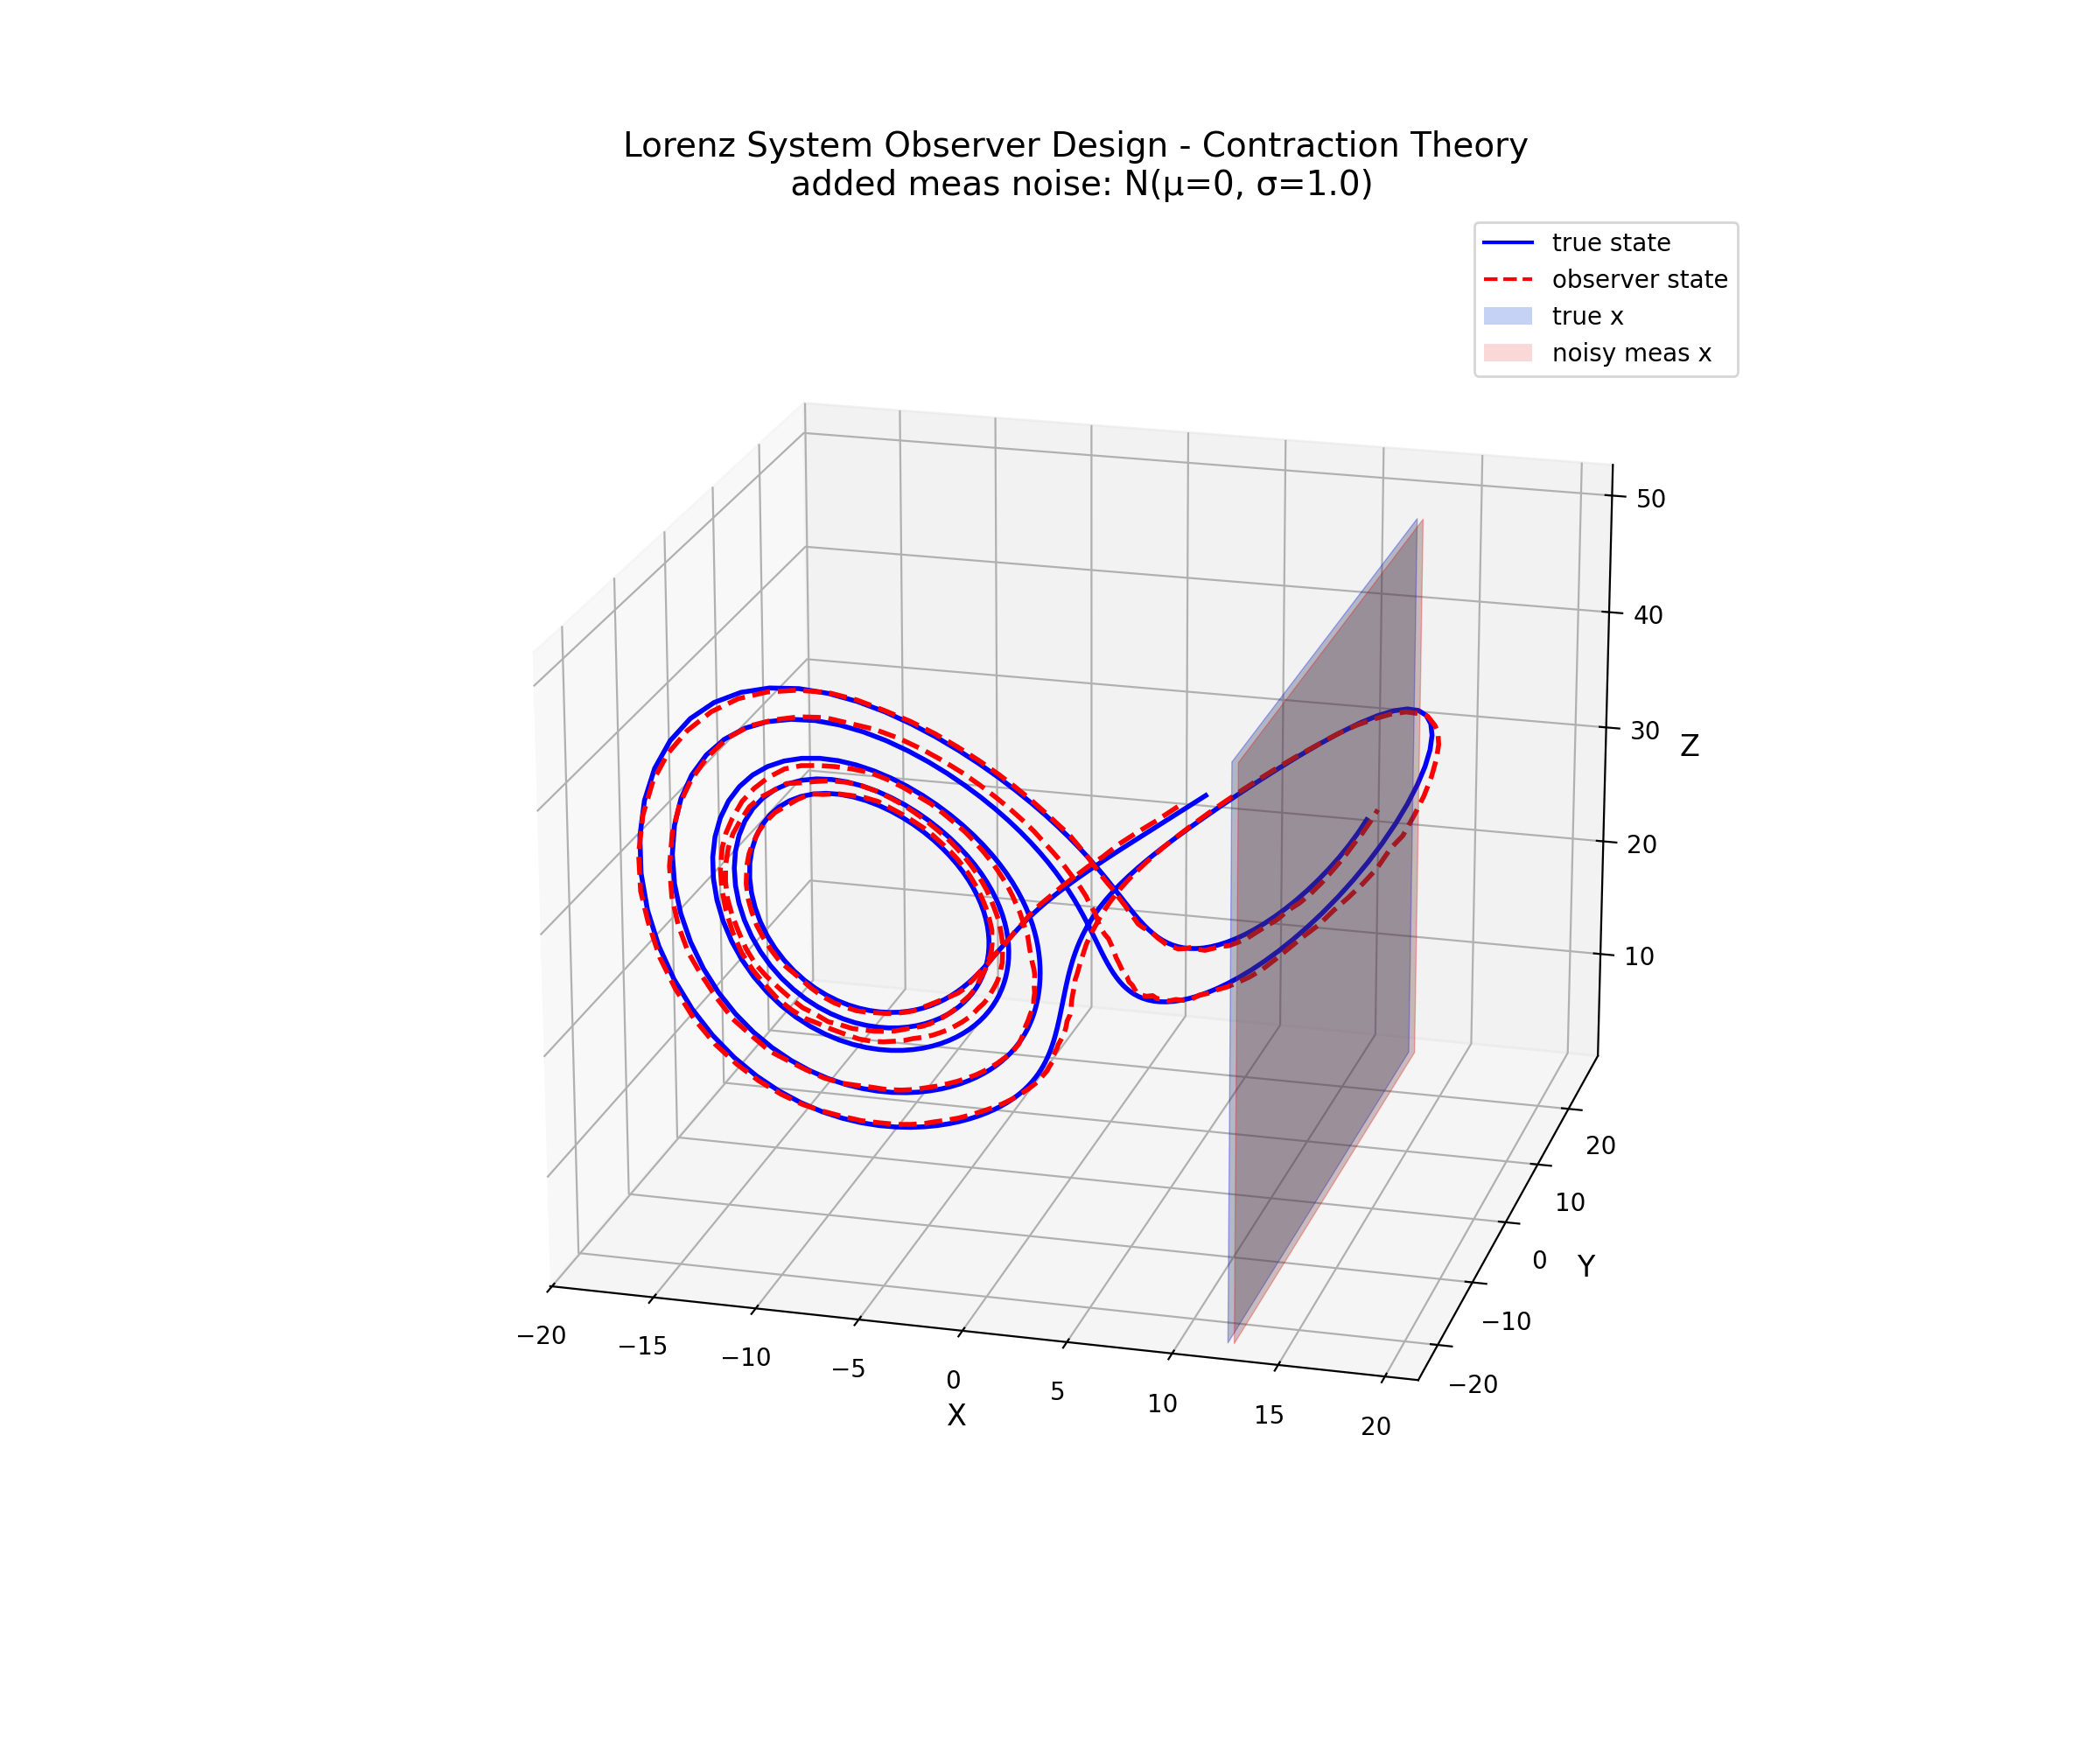 Lorenz System Observer Design - Contraction Theory
added meas noise: N(μ=0, σ=1.0)
true state
observer state
true x
noisy meas x
50
40
30
Z
20
10
20
10
0
Y
−10
−20
−20
−15
−10
−5
0
5
10
15
20
X